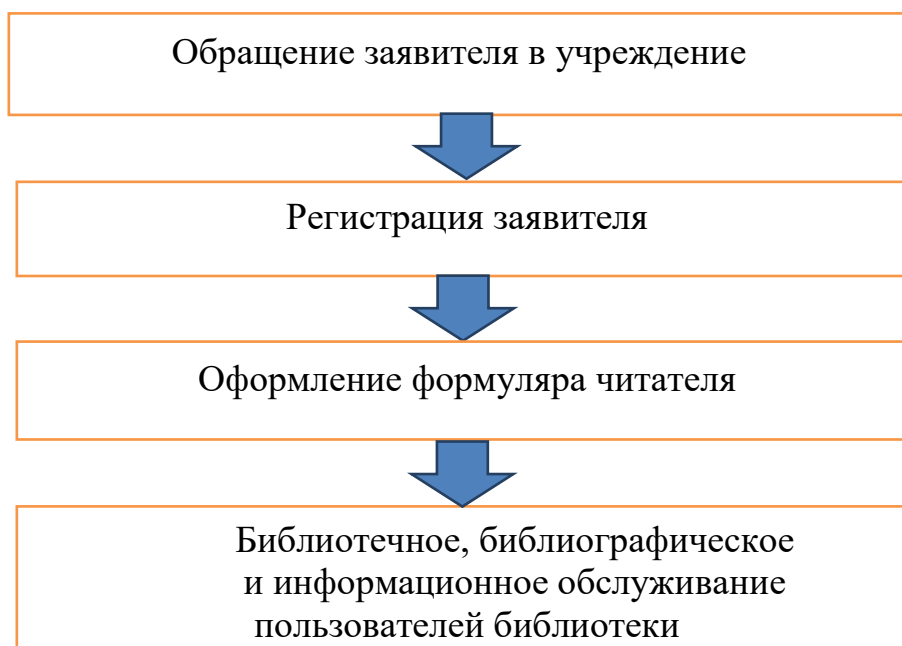 Обращение заявителя в учреждение
Регистрация заявителя
Оформление формуляра читателя
Библиотечное, библиографическое
и информационное обслуживание
пользователей библиотеки